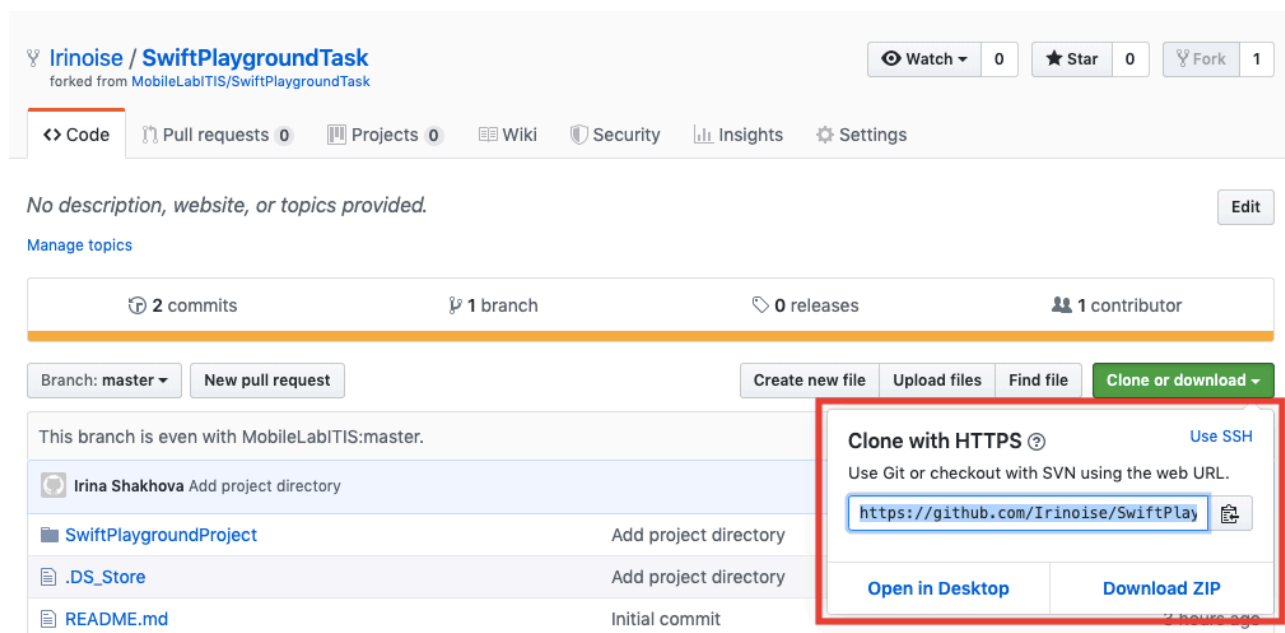 Irinoise / SwiftPlaygroundTask
forked from MobileLabITIS/SwiftPlaygroundTask
Watch 0 Star 0 Fork 1
Code Pull requests 0 Projects 0 Wiki Security Insights Settings
No description, website, or topics provided.
Edit
Manage topics
2 commits 1 branch 0 releases 1 contributor
Branch: master New pull request Create new file Upload files Find file Clone or download
This branch is even with MobileLabITIS:master.
Irina Shakhova Add project directory
SwiftPlaygroundProject Add project directory
.DS_Store Add project directory
README.md Initial commit 3 hours ago
Clone with HTTPS ? Use SSH
Use Git or checkout with SVN using the web URL.
https://github.com/Irinoise/SwiftPlay
Open in Desktop Download ZIP